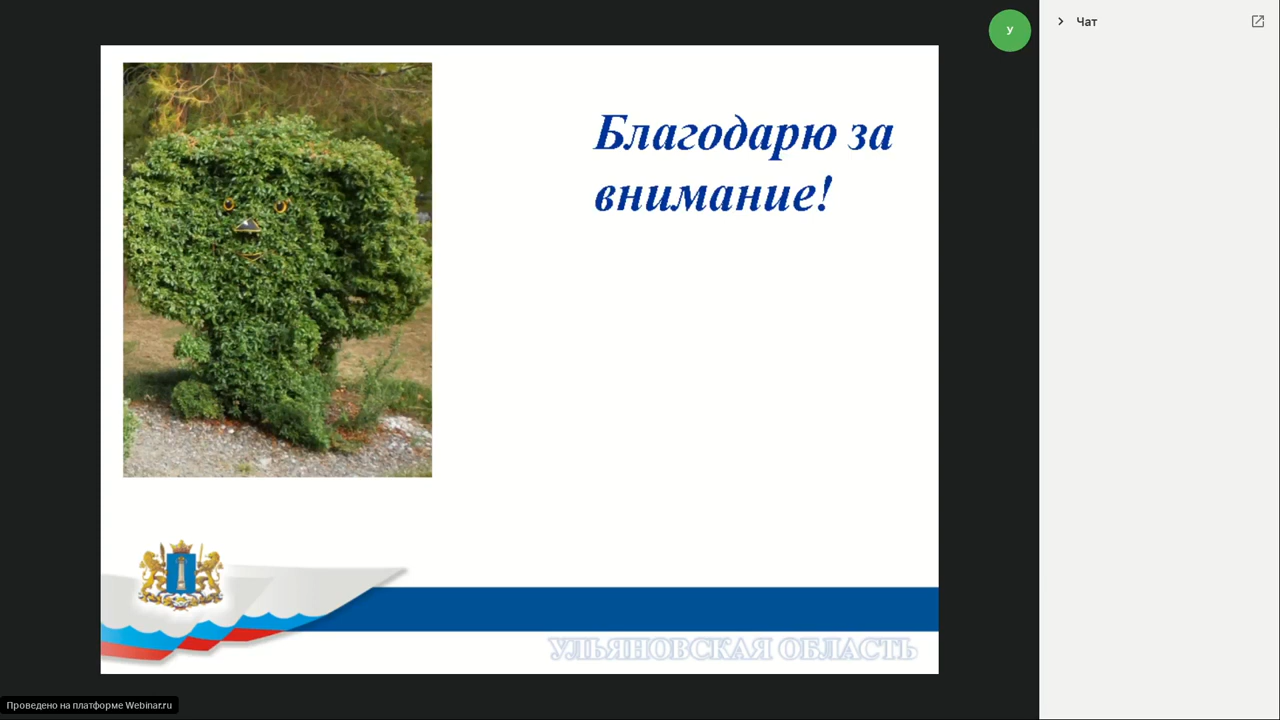 У
Чат
Благодарю за
внимание!
УЛЬЯНОВСКАЯ ОБЛАСТЬ
Проведено на платформе Webinar.ru